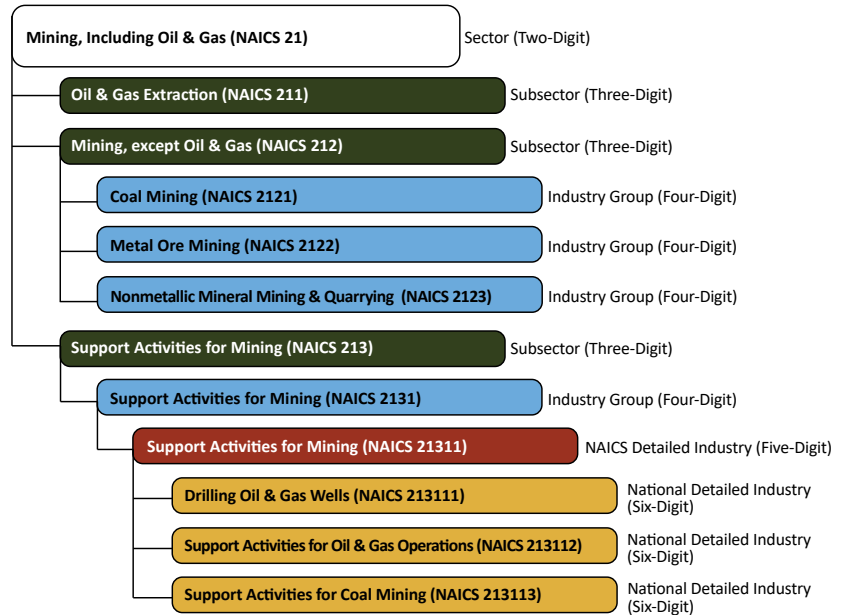 Mining, Including Oil & Gas (NAICS 21)
Sector (Two-Digit)
Oil & Gas Extraction (NAICS 211)
Subsector (Three-Digit)
Mining, except Oil & Gas (NAICS 212)
Subsector (Three-Digit)
Coal Mining (NAICS 2121)
Industry Group (Four-Digit)
Metal Ore Mining (NAICS 2122)
Industry Group (Four-Digit)
Nonmetallic Mineral Mining & Quarrying (NAICS 2123)
Industry Group (Four-Digit)
Support Activities for Mining (NAICS 213)
Subsector (Three-Digit)
Support Activities for Mining (NAICS 2131)
Industry Group (Four-Digit)
Support Activities for Mining (NAICS 21311)
NAICS Detailed Industry (Five-Digit)
Drilling Oil & Gas Wells (NAICS 213111)
National Detailed Industry
(Six-Digit)
Support Activities for Oil & Gas Operations (NAICS 213112)
National Detailed Industry
(Six-Digit)
Support Activities for Coal Mining (NAICS 213113)
National Detailed Industry
(Six-Digit)